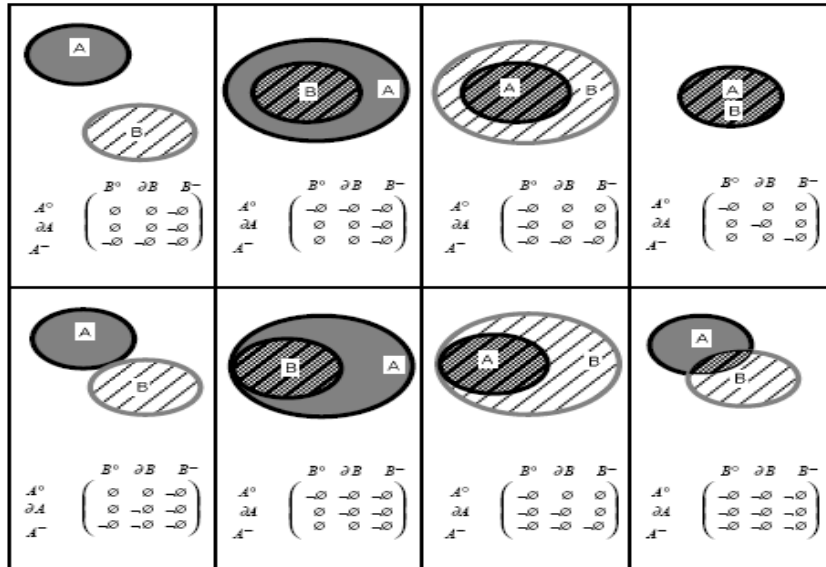 A
B
B° ∂B B⁻
A° ∅ ∅ ¬∅
∂A ∅ ∅ ¬∅
A⁻ ¬∅ ¬∅ ¬∅
B A
B° ∂B B⁻
A° ¬∅ ¬∅ ¬∅
∂A ∅ ∅ ¬∅
A⁻ ∅ ∅ ¬∅
A B
B° ∂B B⁻
A° ¬∅ ∅ ∅
∂A ¬∅ ∅ ∅
A⁻ ¬∅ ¬∅ ¬∅
A
B
B° ∂B B⁻
A° ¬∅ ∅ ∅
∂A ∅ ¬∅ ∅
A⁻ ∅ ∅ ¬∅
A
B
B° ∂B B⁻
A° ∅ ∅ ¬∅
∂A ∅ ¬∅ ¬∅
A⁻ ¬∅ ¬∅ ¬∅
B A
B° ∂B B⁻
A° ¬∅ ¬∅ ¬∅
∂A ∅ ¬∅ ¬∅
A⁻ ∅ ∅ ¬∅
A B
B° ∂B B⁻
A° ¬∅ ∅ ∅
∂A ¬∅ ¬∅ ∅
A⁻ ¬∅ ¬∅ ¬∅
A
B
B° ∂B B⁻
A° ¬∅ ¬∅ ¬∅
∂A ¬∅ ¬∅ ¬∅
A⁻ ¬∅ ¬∅ ¬∅